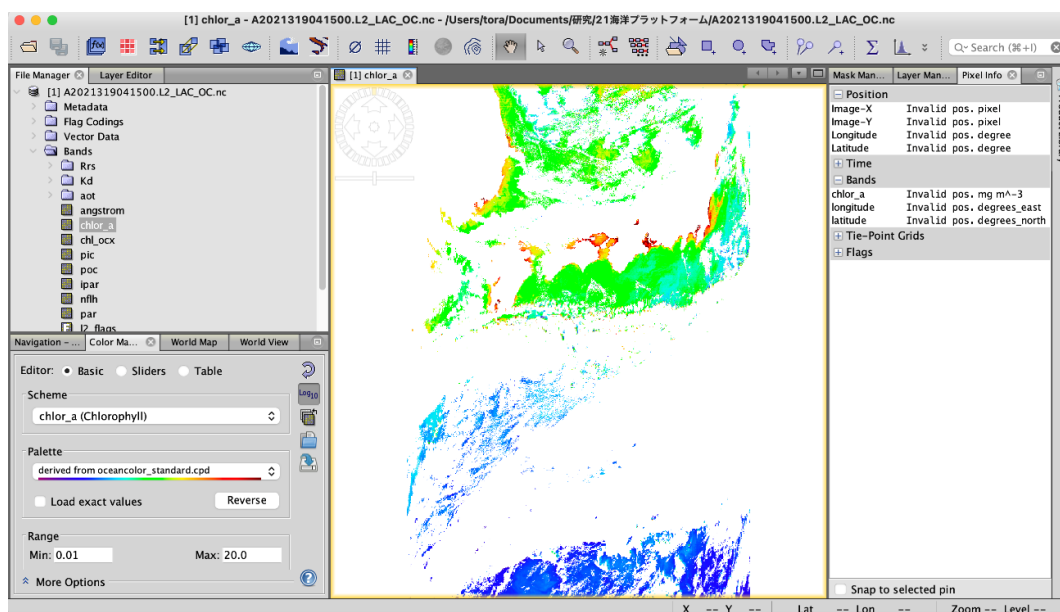 [1] chlor_a - A2021319041500.L2_LAC_OC.nc - /Users/tora/Documents/研究/21海洋プラットフォーム/A2021319041500.L2_LAC_OC.nc
Search (⌘+I)
File Manager Layer Editor
[1] A2021319041500.L2_LAC_OC.nc
Metadata
Flag Codings
Vector Data
Bands
Rrs
Kd
aot
angstrom
chlor_a
chl_ocx
pic
poc
ipar
nflh
par
l2_flags
Navigation - ... Color Ma... World Map World View
Editor: Basic Sliders Table
Scheme
chlor_a (Chlorophyll)
Log10
Palette
derived from oceancolor_standard.cpd
Load exact values Reverse
Range
Min: 0.01 Max: 20.0
More Options
[1] chlor_a
Mask Man... Layer Man... Pixel Info
Position
Image-X Invalid pos. pixel
Image-Y Invalid pos. pixel
Longitude Invalid pos. degree
Latitude Invalid pos. degree
Time
Bands
chlor_a Invalid pos. mg m^-3
longitude Invalid pos. degrees_east
latitude Invalid pos. degrees_north
Tie-Point Grids
Flags
Snap to selected pin
X -- Y -- Lat -- Lon -- Zoom -- Level --